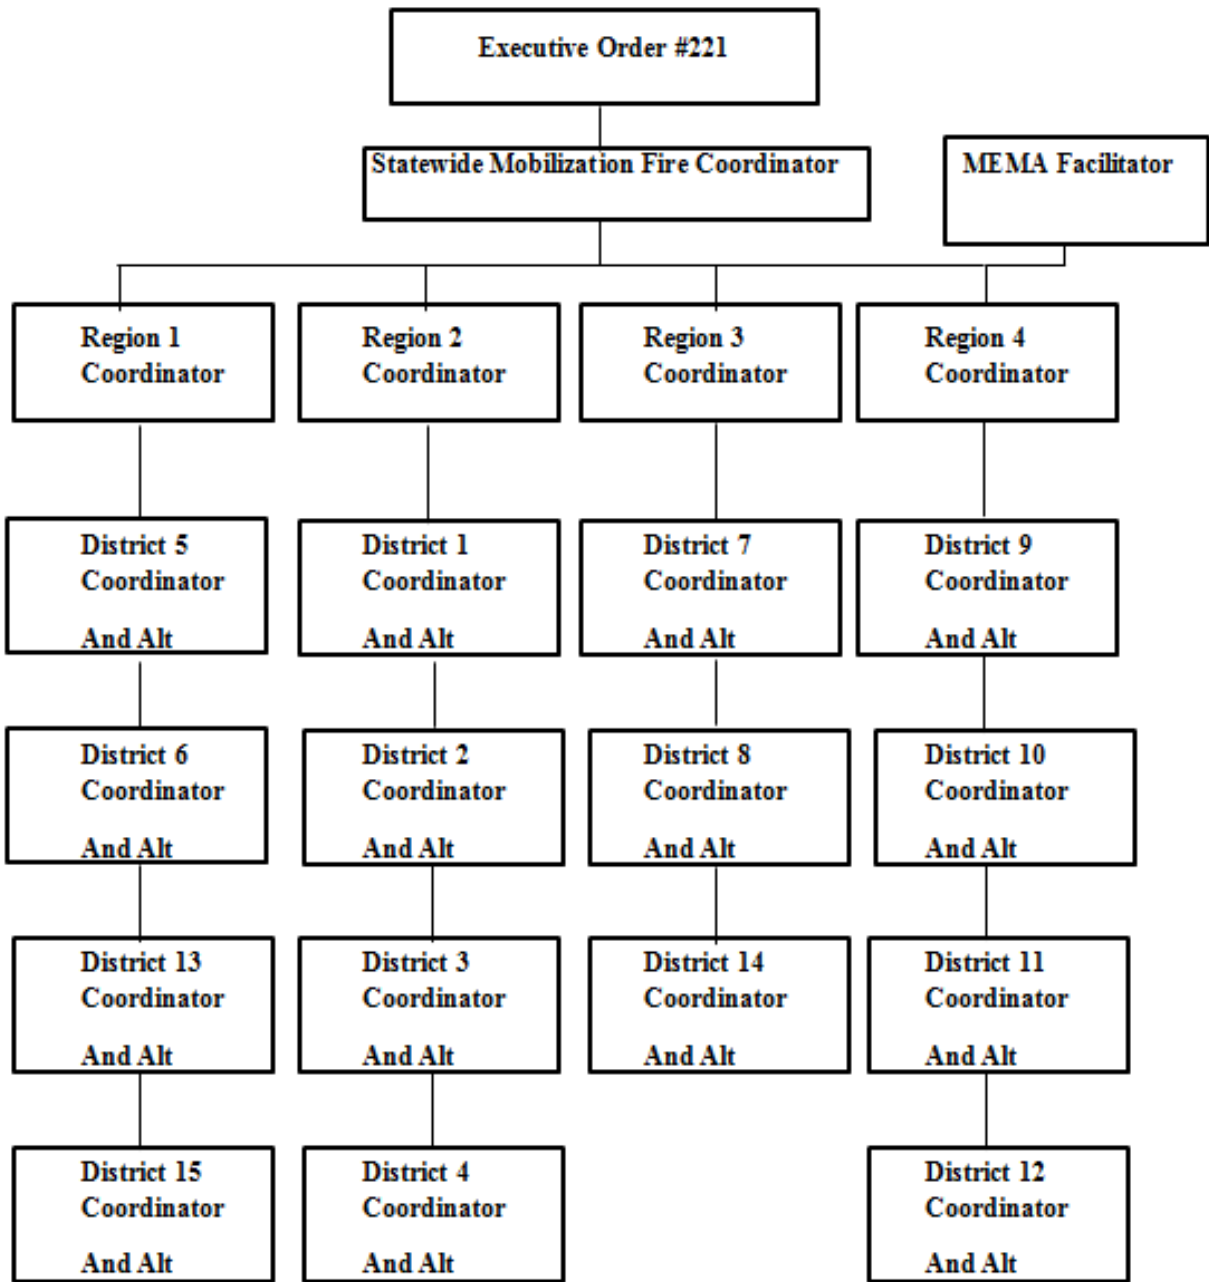 Executive Order #221
Statewide Mobilization Fire Coordinator
MEMA Facilitator
Region 1
Coordinator
Region 2
Coordinator
Region 3
Coordinator
Region 4
Coordinator
District 5
Coordinator
And Alt
District 1
Coordinator
And Alt
District 7
Coordinator
And Alt
District 9
Coordinator
And Alt
District 6
Coordinator
And Alt
District 2
Coordinator
And Alt
District 8
Coordinator
And Alt
District 10
Coordinator
And Alt
District 13
Coordinator
And Alt
District 3
Coordinator
And Alt
District 14
Coordinator
And Alt
District 11
Coordinator
And Alt
District 15
Coordinator
And Alt
District 4
Coordinator
And Alt
District 12
Coordinator
And Alt